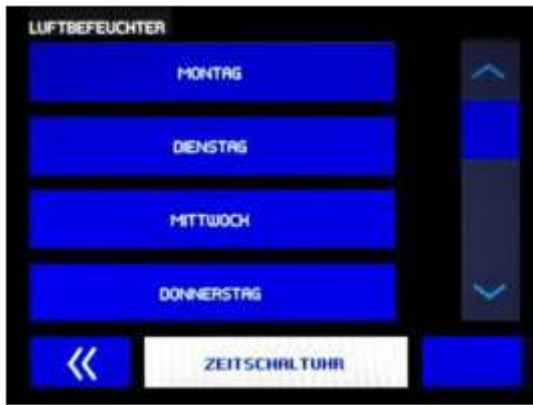 LUFTBEFEUCHTER
MONTAG
DIENSTAG
MITTWOCH
DONNERSTAG
ZEITSCHALTUHR